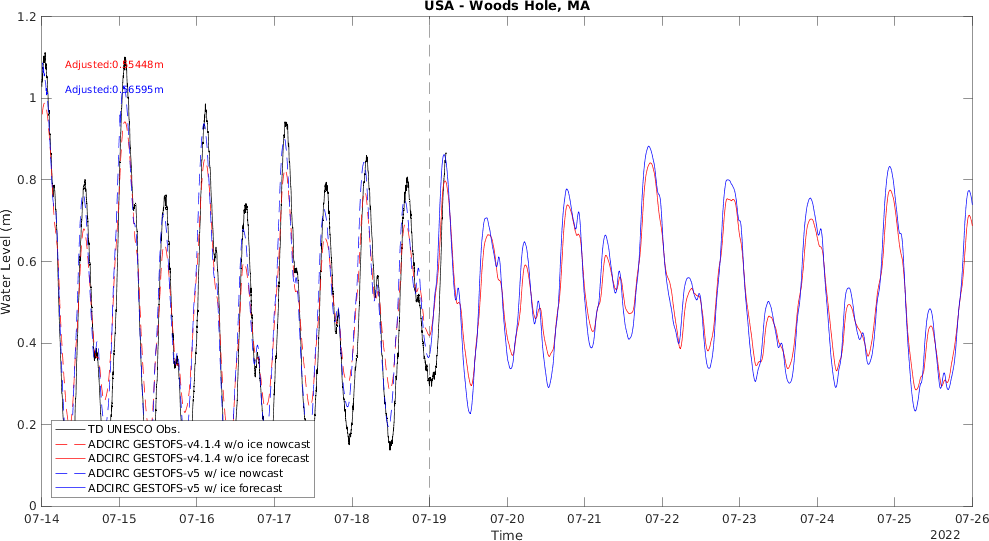 USA - Woods Hole, MA
1.2
1
0.8
0.6
0.4
0.2
0
Water Level (m)
Adjusted:0.35448m
Adjusted:0.36595m
TD UNESCO Obs.
ADCIRC GESTOFS-v4.1.4 w/o ice nowcast
ADCIRC GESTOFS-v4.1.4 w/o ice forecast
ADCIRC GESTOFS-v5 w/ ice nowcast
ADCIRC GESTOFS-v5 w/ ice forecast
07-14 07-15 07-16 07-17 07-18 07-19 07-20 07-21 07-22 07-23 07-24 07-25 07-26
Time
2022